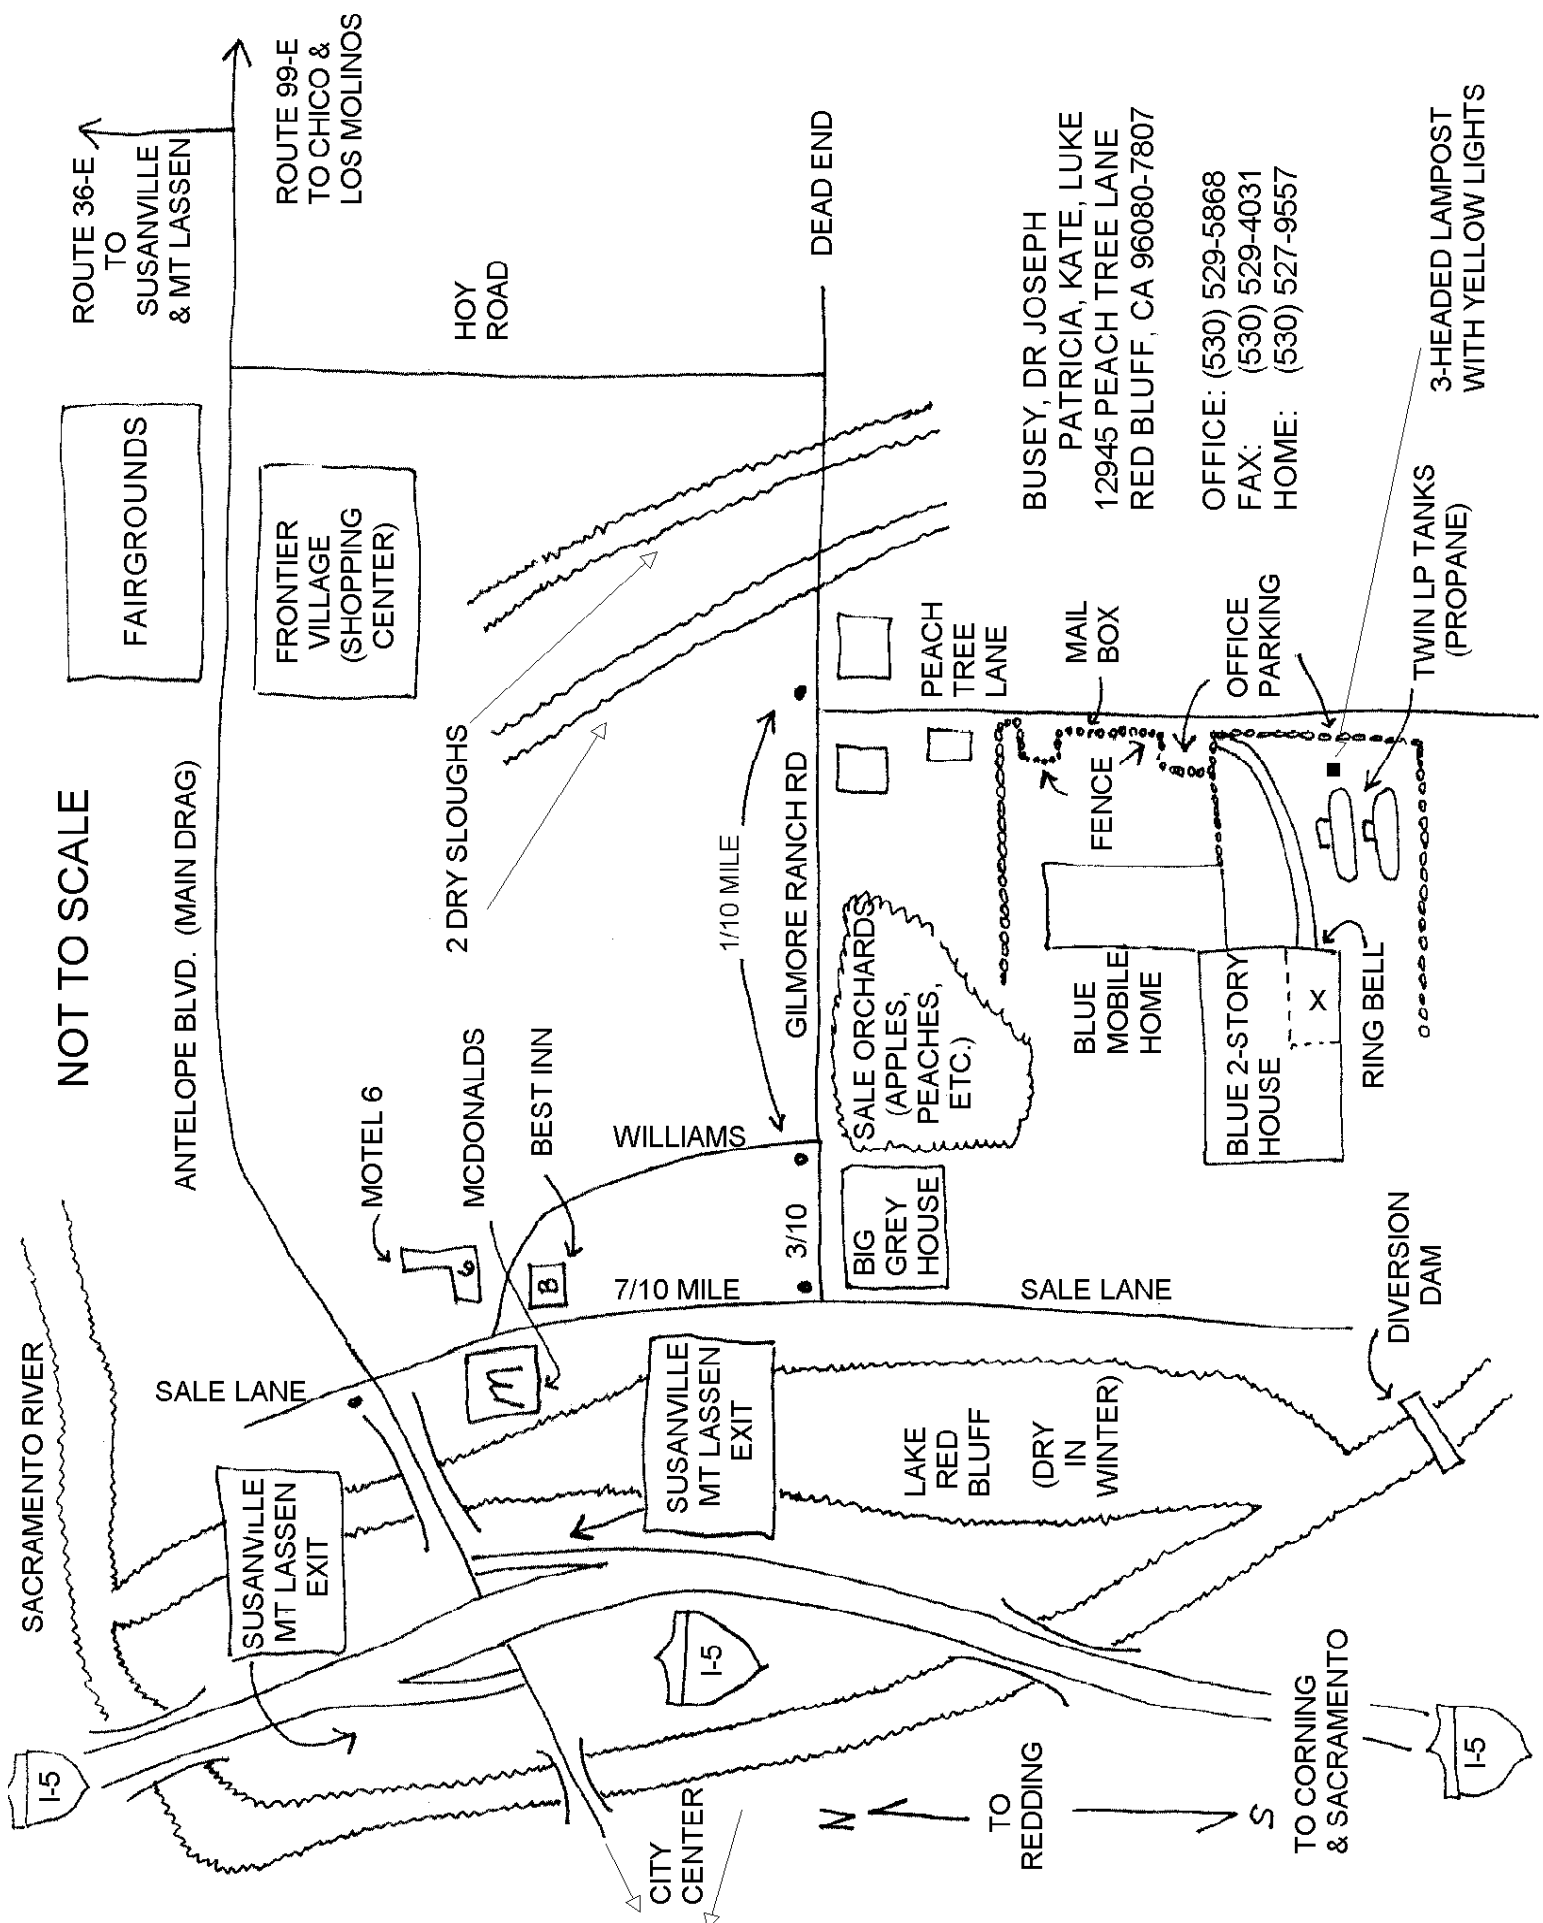 NOT TO SCALE
ROUTE 36-E
TO
SUSANVILLE
& MT LASSEN
ROUTE 99-E
TO CHICO &
LOS MOLINOS
SACRAMENTO RIVER
ANTELOPE BLVD. (MAIN DRAG)
FAIRGROUNDS
FRONTIER
VILLAGE
(SHOPPING
CENTER)
HOY
ROAD
I-5
SUSANVILLE
MT LASSEN
EXIT
SALE LANE
MOTEL 6
6
MCDONALDS
M
BEST INN
B
2 DRY SLOUGHS
WILLIAMS
7/10 MILE
3/10
1/10 MILE
GILMORE RANCH RD
DEAD END
CITY
CENTER
I-5
SUSANVILLE
MT LASSEN
EXIT
BIG
GREY
HOUSE
SALE ORCHARDS
(APPLES,
PEACHES,
ETC.)
PEACH
TREE
LANE
LAKE
RED
BLUFF
(DRY
IN
WINTER)
SALE LANE
BLUE
MOBILE
HOME
FENCE
MAIL
BOX
BUSEY, DR JOSEPH
PATRICIA, KATE, LUKE
12945 PEACH TREE LANE
RED BLUFF, CA 96080-7807
OFFICE: (530) 529-5868
FAX: (530) 529-4031
HOME: (530) 527-9557
N
TO
REDDING
S
TO CORNING
& SACRAMENTO
I-5
BLUE 2-STORY
HOUSE
X
OFFICE
PARKING
RING BELL
DIVERSION
DAM
TWIN LP TANKS
(PROPANE)
3-HEADED LAMPOST
WITH YELLOW LIGHTS